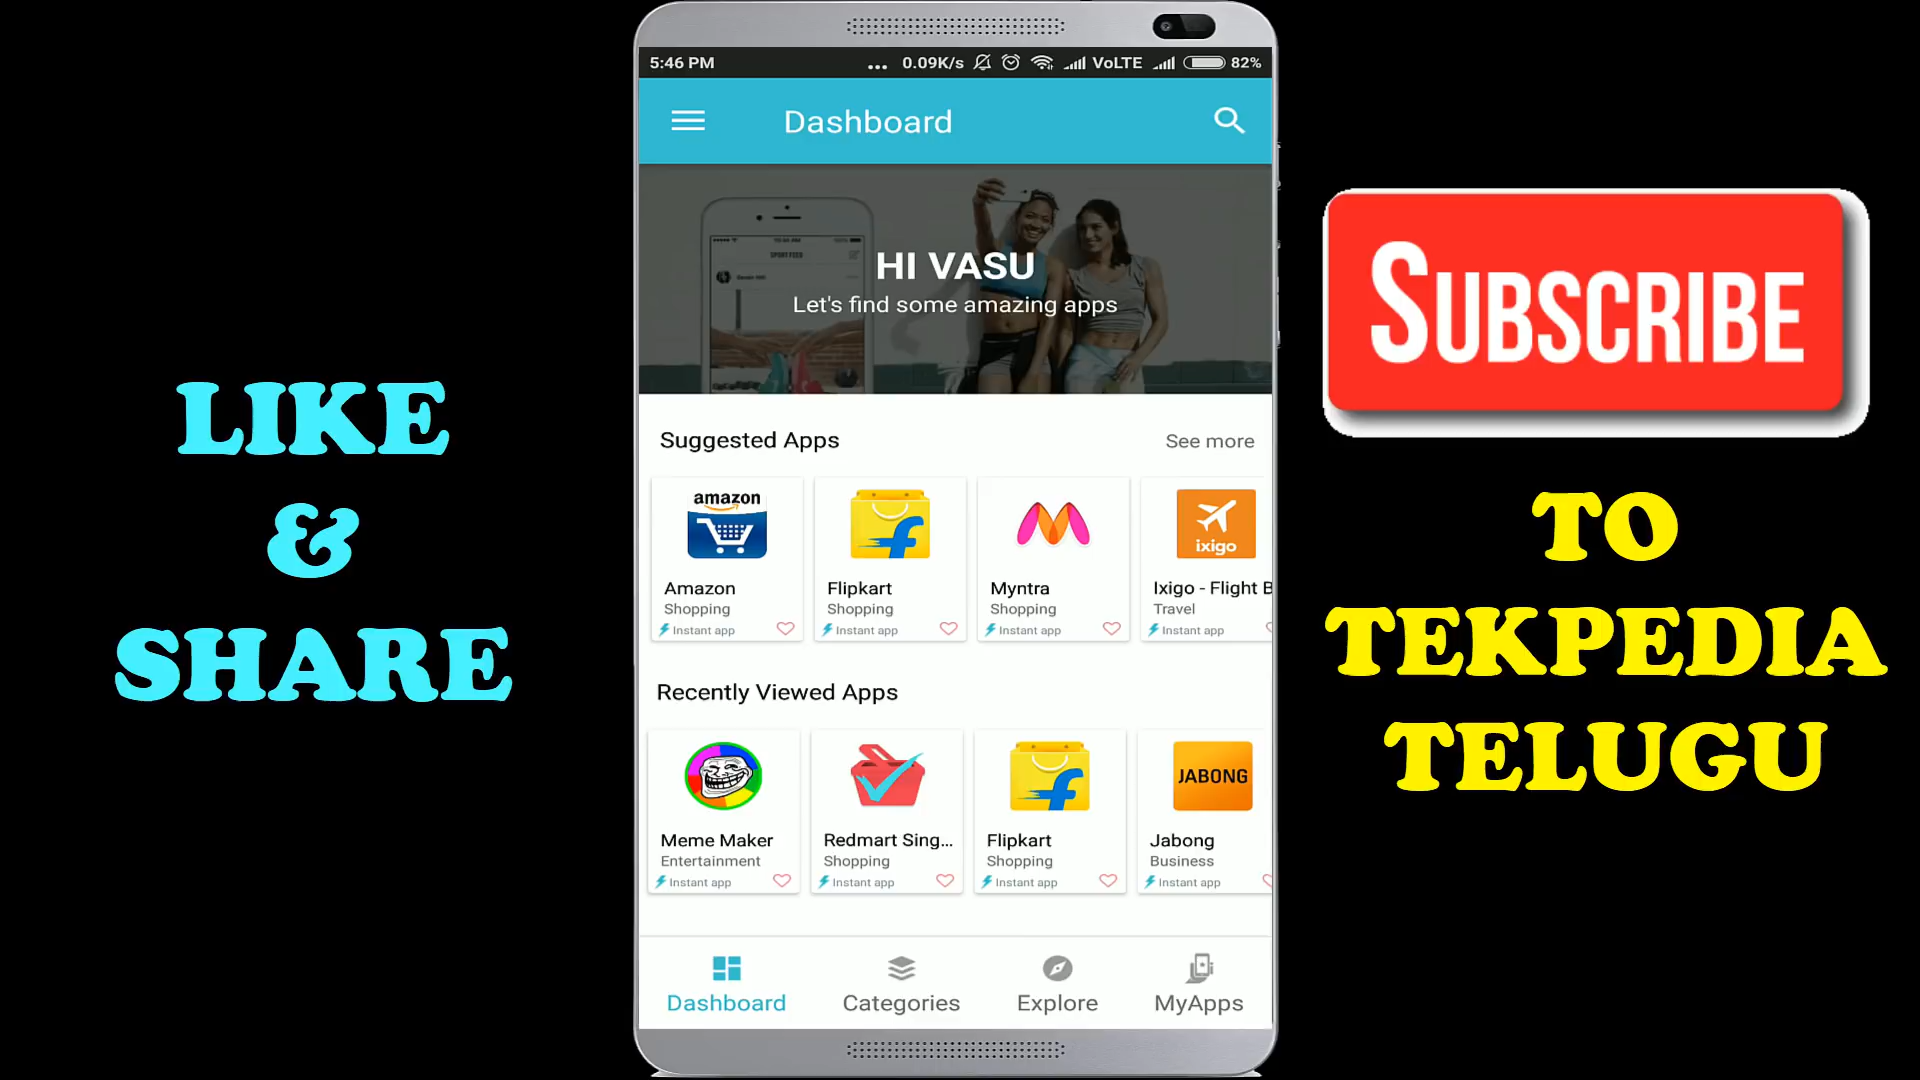 LIKE
&
SHARE
5:46 PM
... 0.09K/s VoLTE 82%
Dashboard
SPORT FEED
HI VASU
Let's find some amazing apps
Suggested Apps
See more
amazon
ixigo
Amazon
Shopping
Instant app
Flipkart
Shopping
Instant app
Myntra
Shopping
Instant app
Ixigo - Flight B
Travel
Instant app
Recently Viewed Apps
JABONG
Meme Maker
Entertainment
Instant app
Redmart Sing...
Shopping
Instant app
Flipkart
Shopping
Instant app
Jabong
Business
Instant app
Dashboard
Categories
Explore
MyApps
SUBSCRIBE
TO
TEKPEDIA
TELUGU